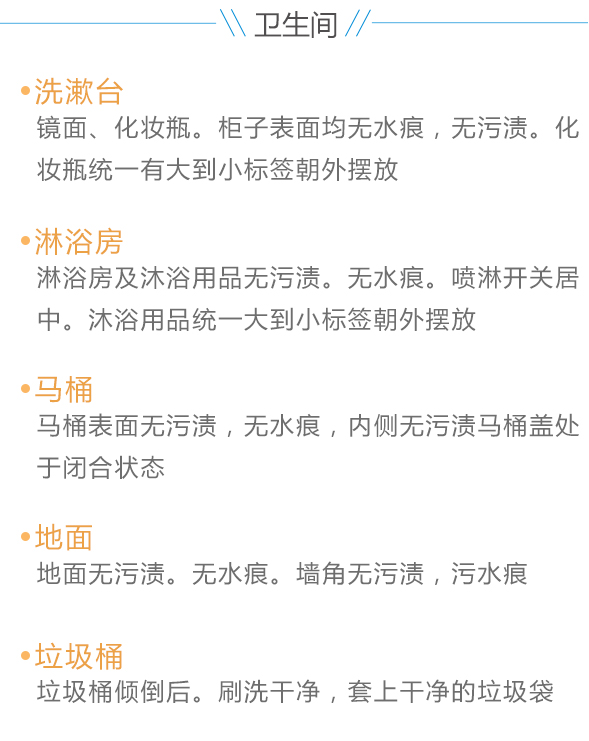 卫生间
•洗漱台
镜面、化妆瓶。柜子表面均无水痕，无污渍。化
妆瓶统一有大到小标签朝外摆放
•淋浴房
淋浴房及沐浴用品无污渍。无水痕。喷淋开关居
中。沐浴用品统一大到小标签朝外摆放
•马桶
马桶表面无污渍，无水痕，内侧无污渍马桶盖处
于闭合状态
•地面
地面无污渍。无水痕。墙角无污渍，污水痕
•垃圾桶
垃圾桶倾倒后。刷洗干净，套上干净的垃圾袋